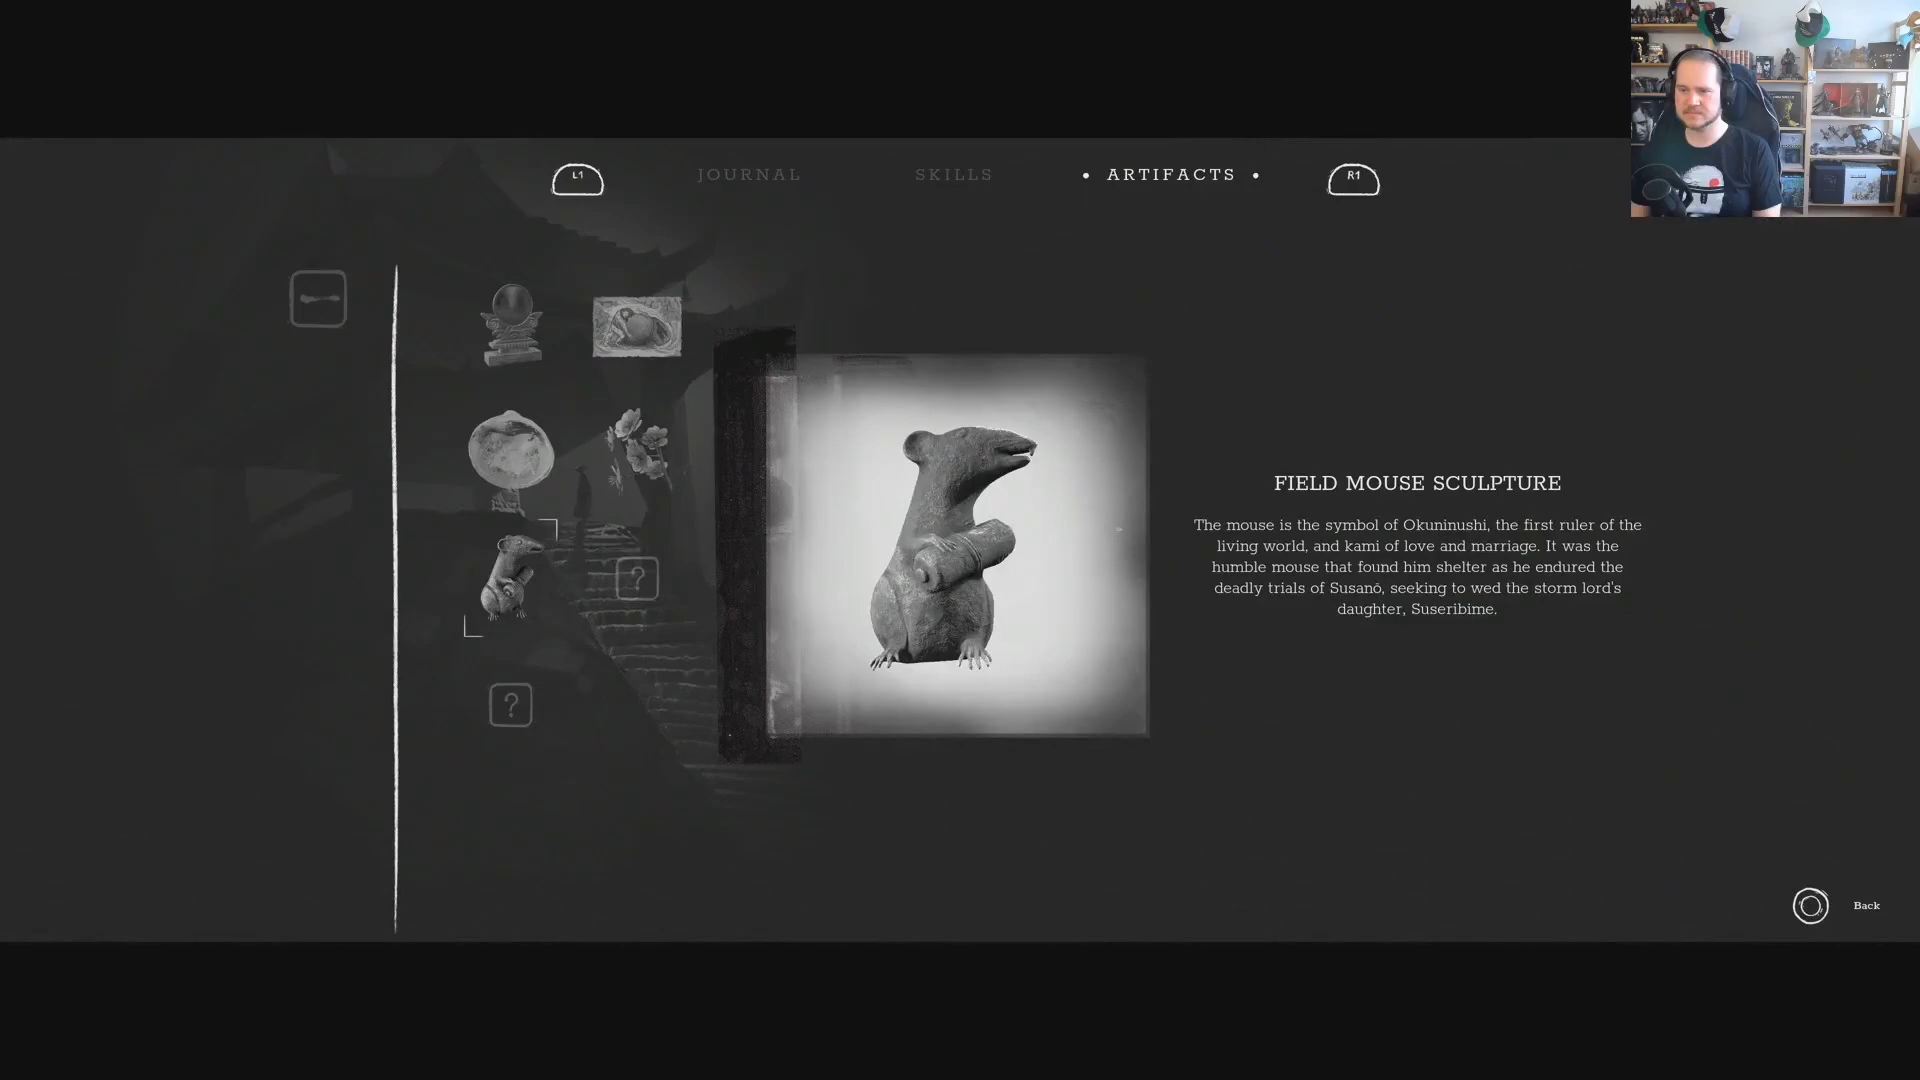 L1
JOURNAL
SKILLS
• ARTIFACTS •
R1
?
?
FIELD MOUSE SCULPTURE
The mouse is the symbol of Okuninushi, the first ruler of the
living world, and kami of love and marriage. It was the
humble mouse that found him shelter as he endured the
deadly trials of Susanō, seeking to wed the storm lord's
daughter, Suseribime.
Back